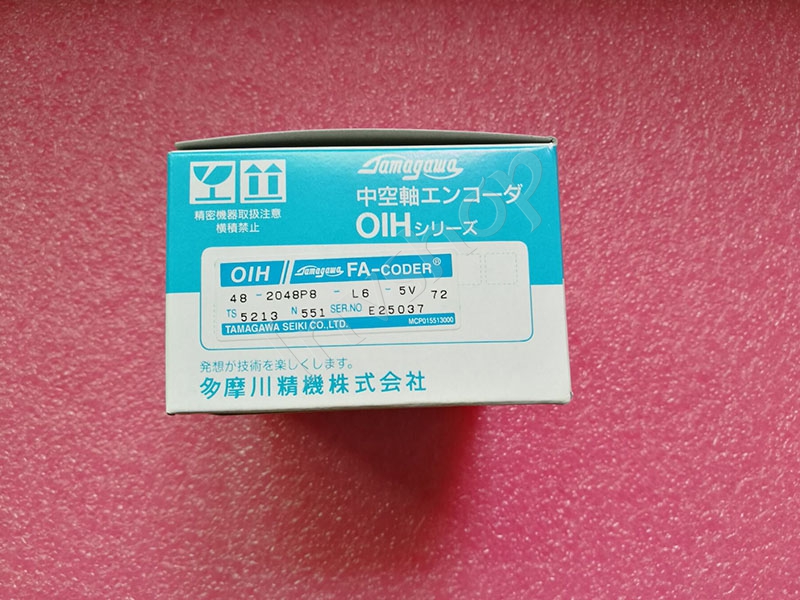 Tamagawa
中空軸エンコーダ
OIHシリーズ
精密機器取扱注意
横積禁止
OIH // Tamagawa FA-CODER®
48 - 2048P8 - L6 - 5V 72
TS 5213 N 551 SER.NO E25037
TAMAGAWA SEIKI CO.,LTD. MCP015513000
発想が技術を楽しくします。
多摩川精機株式会社